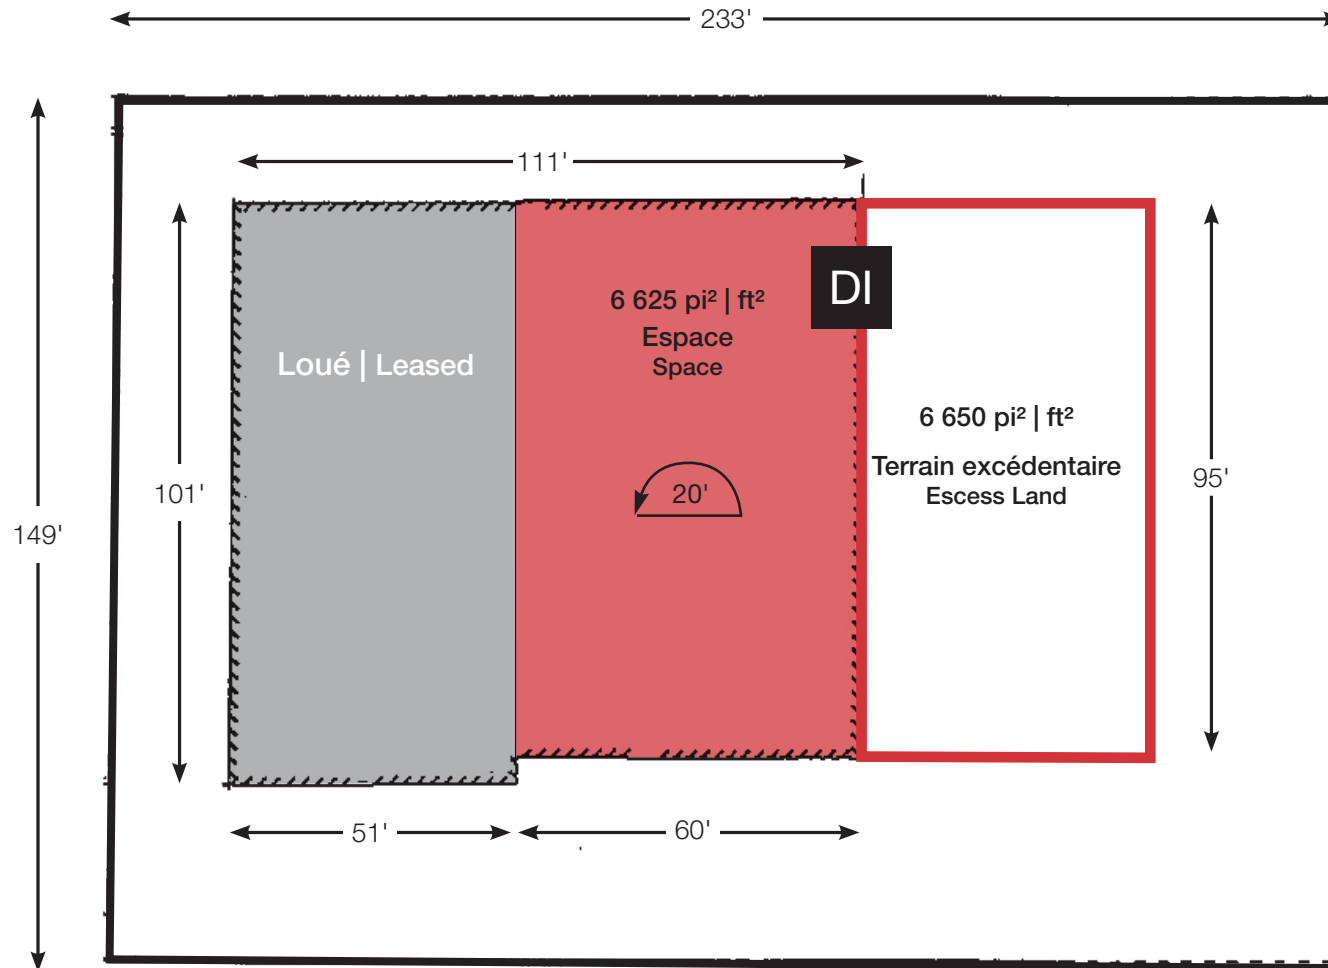 233'
111'
6 625 pi² | ft²
Espace
Space
DI
Loué | Leased
6 650 pi² | ft²
Terrain excédentaire
Escess Land
20'
101'
95'
149'
51'
60'